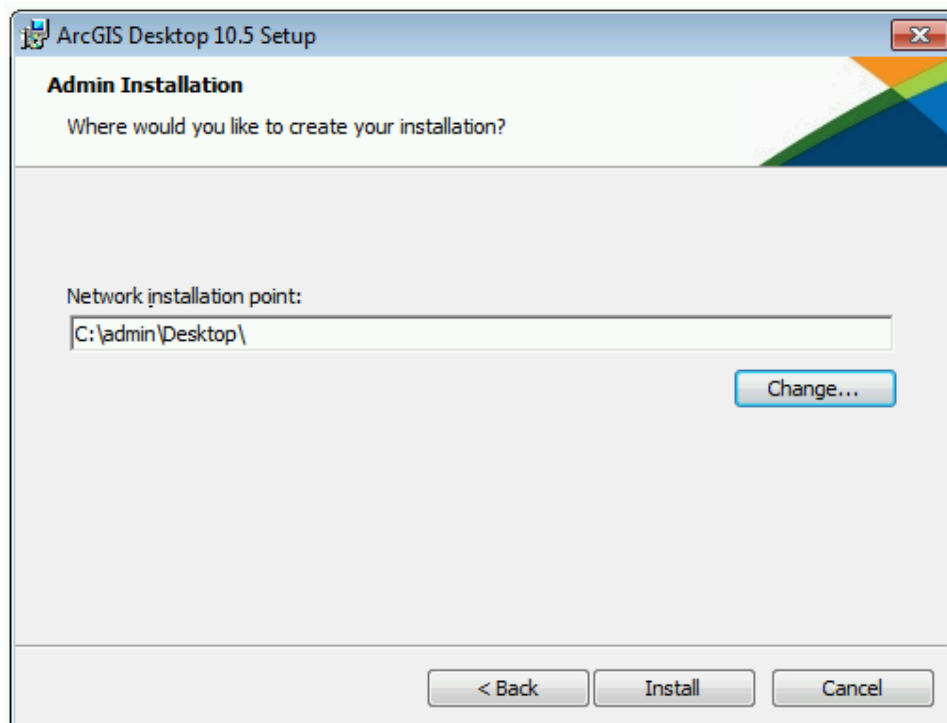 ArcGIS Desktop 10.5 Setup
Admin Installation
Where would you like to create your installation?
Network installation point:
C:\admin\Desktop\
Change...
< Back
Install
Cancel